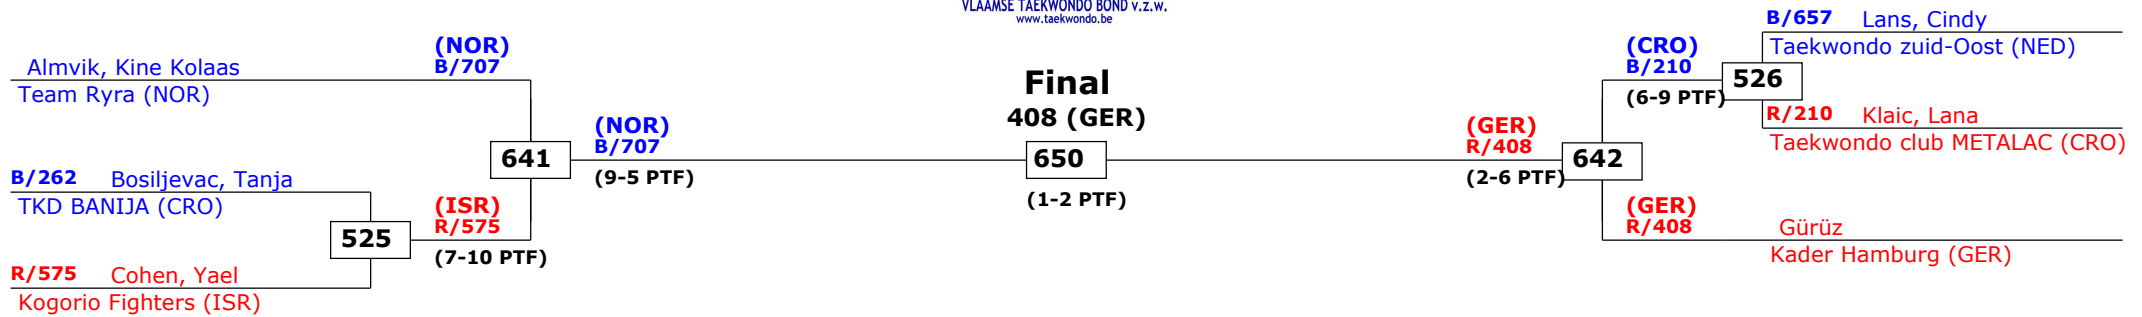 VLAAMSE TAEKWONDO BOND v.z.w.
www.taekwondo.be
Final
408 (GER)
650
(1-2 PTF)
(NOR)
B/707
Almvik, Kine Kolaas
Team Ryra (NOR)
641
(NOR)
B/707
(9-5 PTF)
B/262 Bosiljevac, Tanja
TKD BANIJA (CRO)
525
(ISR)
R/575
(7-10 PTF)
R/575 Cohen, Yael
Kogorio Fighters (ISR)
B/657 Lans, Cindy
Taekwondo zuid-Oost (NED)
(CRO)
B/210
526
(6-9 PTF)
R/210 Klaic, Lana
Taekwondo club METALAC (CRO)
(GER)
R/408
642
(2-6 PTF)
(GER)
R/408
Gürüz
Kader Hamburg (GER)